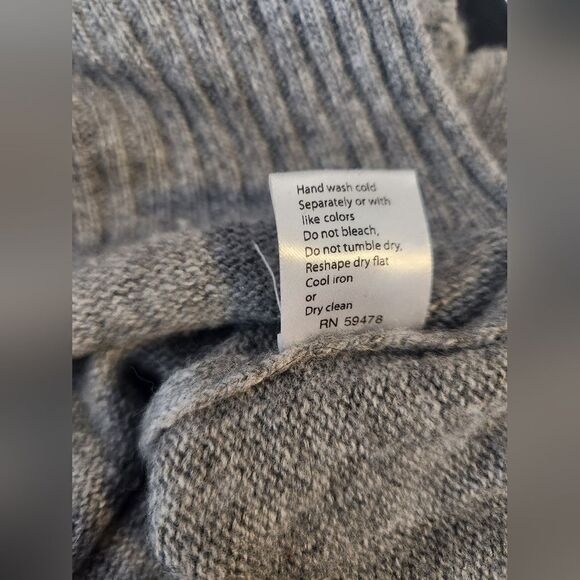 Hand wash cold
Separately or with
like colors
Do not bleach,
Do not tumble dry,
Reshape dry flat
Cool iron
or
Dry clean
RN 59478